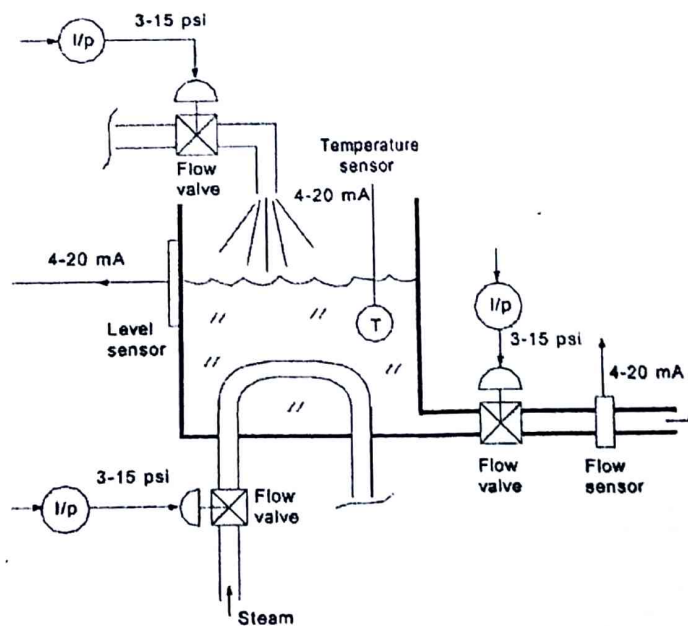 3-15 psi
I/p
Flow
valve
Temperature
sensor
4-20 mA
4-20 mA
Level
sensor
T
I/p
3-15 psi
4-20 mA
Flow
valve
Flow
sensor
3-15 psi
I/p
Flow
valve
Steam